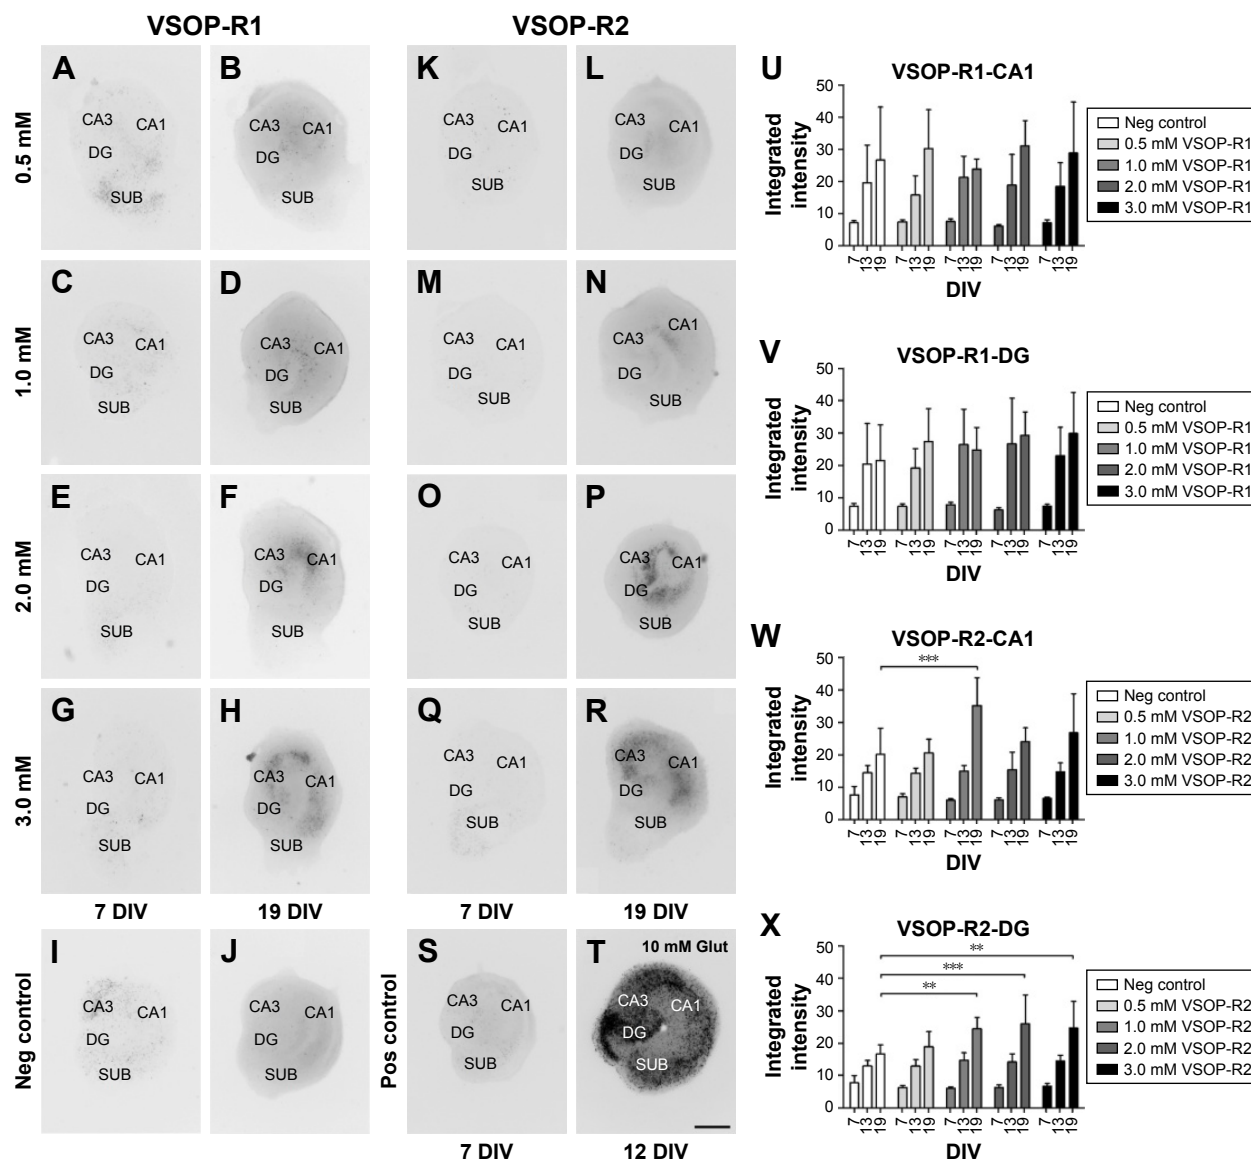 VSOP-R1
VSOP-R2
0.5 mM
A
CA3
CA1
DG
SUB
B
CA3
CA1
DG
SUB
K
CA3
CA1
DG
SUB
L
CA3
CA1
DG
SUB
1.0 mM
C
CA3
CA1
DG
SUB
D
CA3
CA1
DG
SUB
M
CA3
CA1
DG
SUB
N
CA3
CA1
DG
SUB
2.0 mM
E
CA3
CA1
DG
SUB
F
CA3
CA1
DG
SUB
O
CA3
CA1
DG
SUB
P
CA3
CA1
DG
SUB
3.0 mM
G
CA3
CA1
DG
SUB
H
CA3
CA1
DG
SUB
Q
CA3
CA1
DG
SUB
R
CA3
CA1
DG
SUB
7 DIV
19 DIV
7 DIV
19 DIV
Neg control
I
CA3
CA1
DG
SUB
J
CA3
CA1
DG
SUB
Pos control
S
CA3
CA1
DG
SUB
T
10 mM Glut
CA3
CA1
DG
SUB
7 DIV
12 DIV
U
VSOP-R1-CA1
Integrated
intensity
50
40
30
20
10
0
7 13 19 7 13 19 7 13 19 7 13 19 7 13 19
DIV
Neg control
0.5 mM VSOP-R1
1.0 mM VSOP-R1
2.0 mM VSOP-R1
3.0 mM VSOP-R1
V
VSOP-R1-DG
Integrated
intensity
50
40
30
20
10
0
7 13 19 7 13 19 7 13 19 7 13 19 7 13 19
DIV
Neg control
0.5 mM VSOP-R1
1.0 mM VSOP-R1
2.0 mM VSOP-R1
3.0 mM VSOP-R1
W
VSOP-R2-CA1
Integrated
intensity
50
40
30
20
10
0
***
7 13 19 7 13 19 7 13 19 7 13 19 7 13 19
DIV
Neg control
0.5 mM VSOP-R2
1.0 mM VSOP-R2
2.0 mM VSOP-R2
3.0 mM VSOP-R2
X
VSOP-R2-DG
Integrated
intensity
50
40
30
20
10
0
**
***
**
7 13 19 7 13 19 7 13 19 7 13 19 7 13 19
DIV
Neg control
0.5 mM VSOP-R2
1.0 mM VSOP-R2
2.0 mM VSOP-R2
3.0 mM VSOP-R2